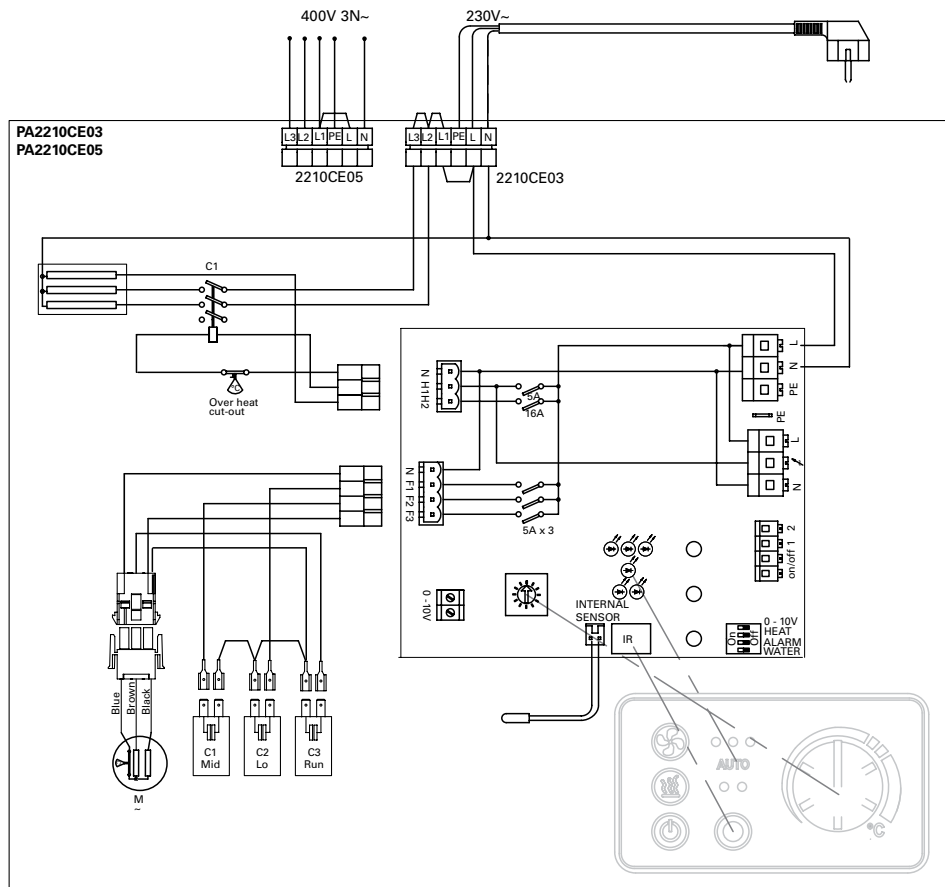 400V 3N~
230V~
PA2210CE03
PA2210CE05
L3 L2 L1 PE L N
L3 L2 L1 PE L N
2210CE05
2210CE03
C1
°C
Over heat
cut-out
N H1 H2
5A
16A
L
N
PE
PE
L
N
N F1 F2 F3
5A x 3
on/off 1 2
0 - 10V
INTERNAL
SENSOR
IR
On
Off
0 - 10V
HEAT
ALARM
WATER
Blue
Brown
Black
C1
Mid
C2
Lo
C3
Run
M
~
AUTO
°C